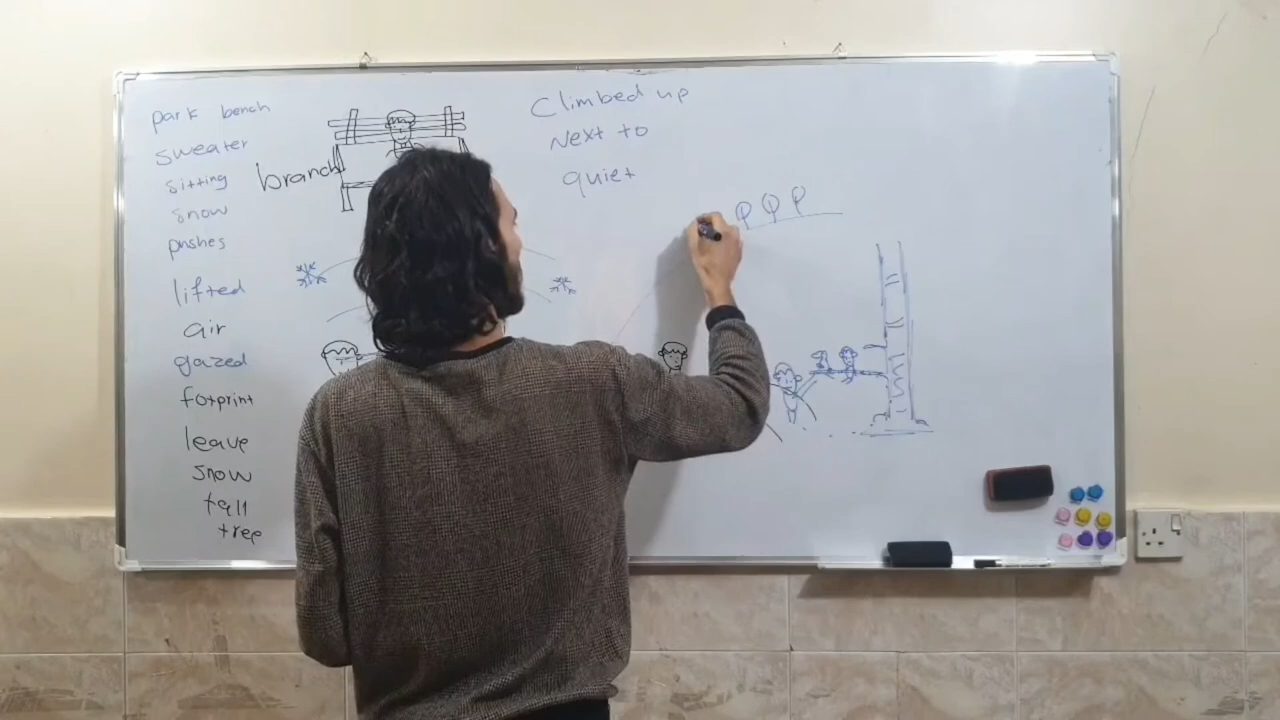 park bench
sweater
sitting
branch
snow
pushes
lifted
air
gazed
footprint
leave
snow
tall
tree
Climbed up
Next to
quiet